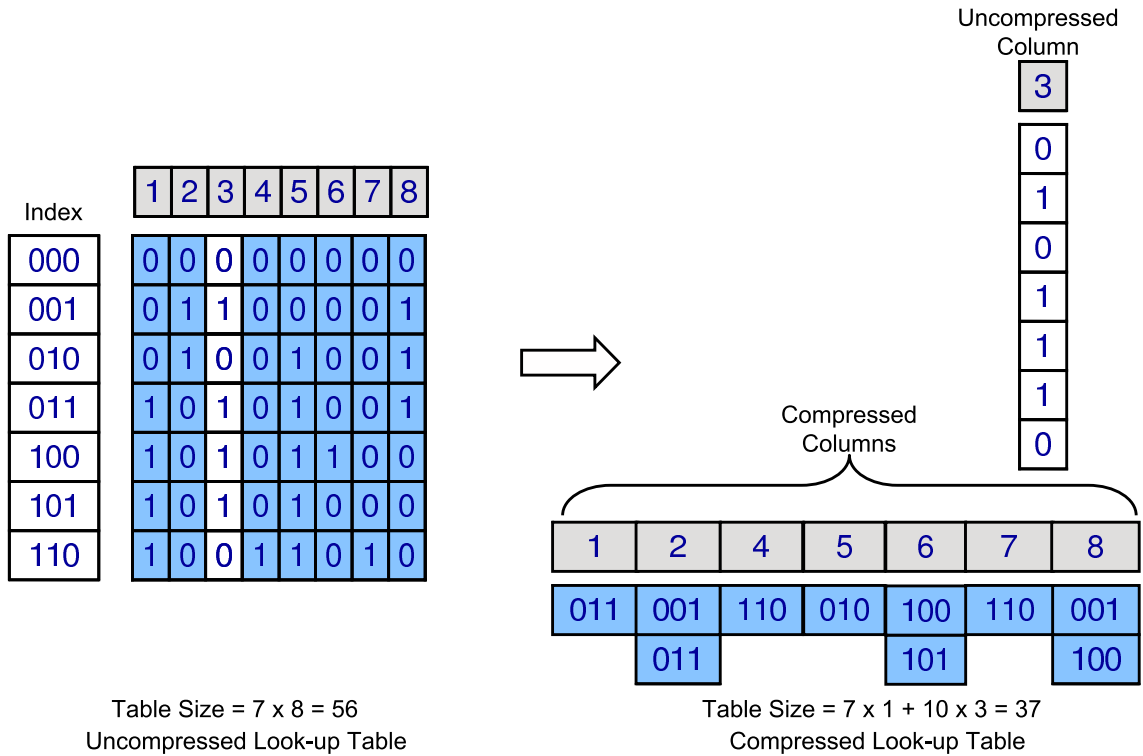 Uncompressed
Column
3
0
1
0
1
1
1
0
Index
1 2 3 4 5 6 7 8
000 0 0 0 0 0 0 0 0
001 0 1 1 0 0 0 0 1
010 0 1 0 0 1 0 0 1
011 1 0 1 0 1 0 0 1
100 1 0 1 0 1 1 0 0
101 1 0 1 0 1 0 0 0
110 1 0 0 1 1 0 1 0
Table Size = 7 x 8 = 56
Uncompressed Look-up Table
Compressed
Columns
1 2 4 5 6 7 8
011 001 110 010 100 110 001
011 101 100
Table Size = 7 x 1 + 10 x 3 = 37
Compressed Look-up Table